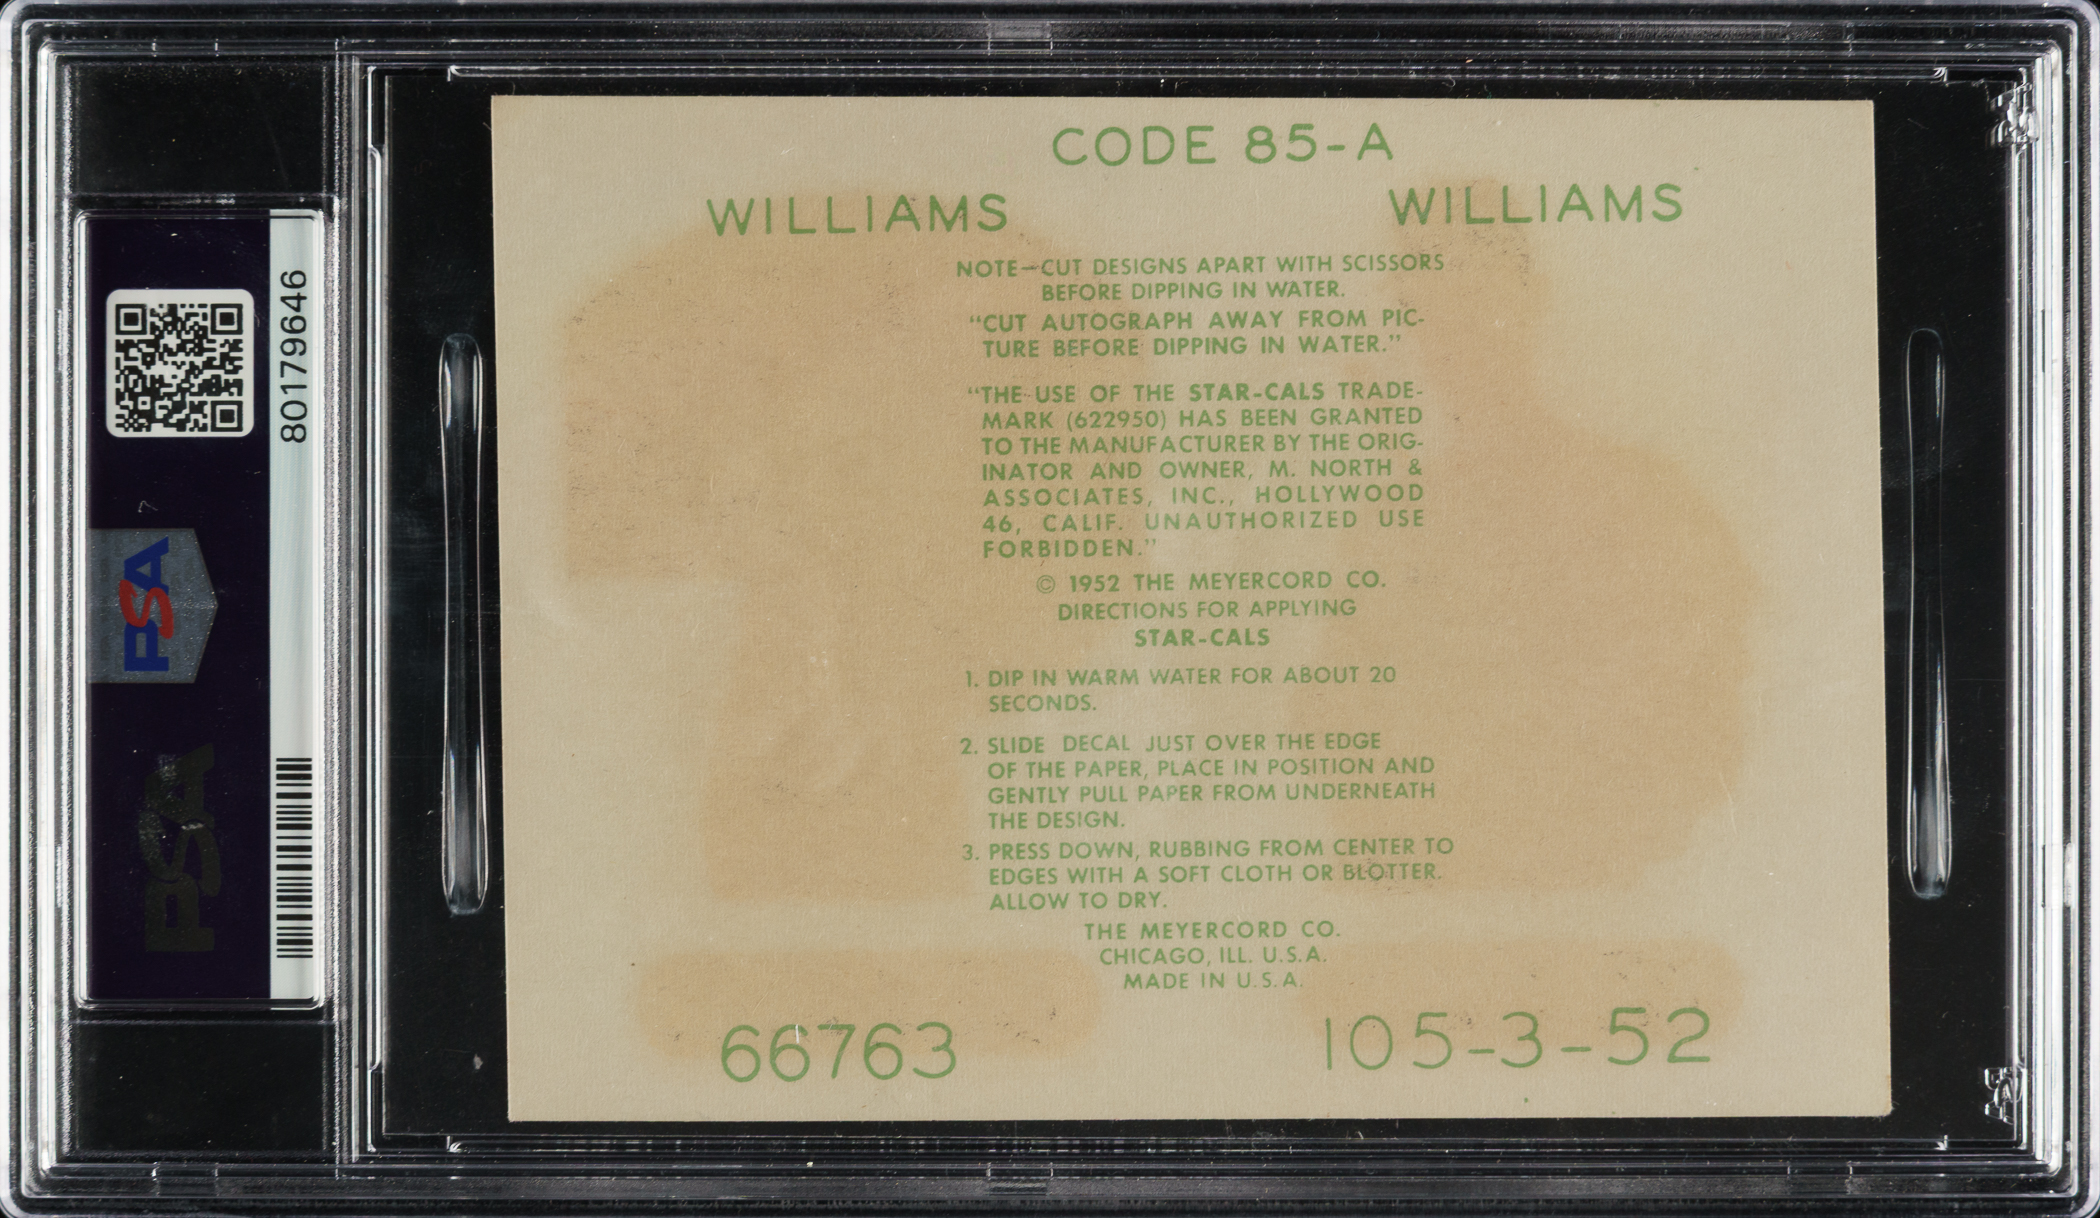 CODE 85-A
WILLIAMS WILLIAMS
NOTE—CUT DESIGNS APART WITH SCISSORS
BEFORE DIPPING IN WATER.
“CUT AUTOGRAPH AWAY FROM PIC-
TURE BEFORE DIPPING IN WATER.”
“THE USE OF THE STAR-CALS TRADE-
MARK (622950) HAS BEEN GRANTED
TO THE MANUFACTURER BY THE ORIG-
INATOR AND OWNER, M. NORTH &
ASSOCIATES, INC., HOLLYWOOD
46, CALIF. UNAUTHORIZED USE
FORBIDDEN.”
© 1952 THE MEYERCORD CO.
DIRECTIONS FOR APPLYING
STAR-CALS
1. DIP IN WARM WATER FOR ABOUT 20
SECONDS.
2. SLIDE DECAL JUST OVER THE EDGE
OF THE PAPER, PLACE IN POSITION AND
GENTLY PULL PAPER FROM UNDERNEATH
THE DESIGN.
3. PRESS DOWN, RUBBING FROM CENTER TO
EDGES WITH A SOFT CLOTH OR BLOTTER.
ALLOW TO DRY.
THE MEYERCORD CO.
CHICAGO, ILL. U.S.A.
MADE IN U.S.A.
66763 105-3-52
80179646
PSA
PSA